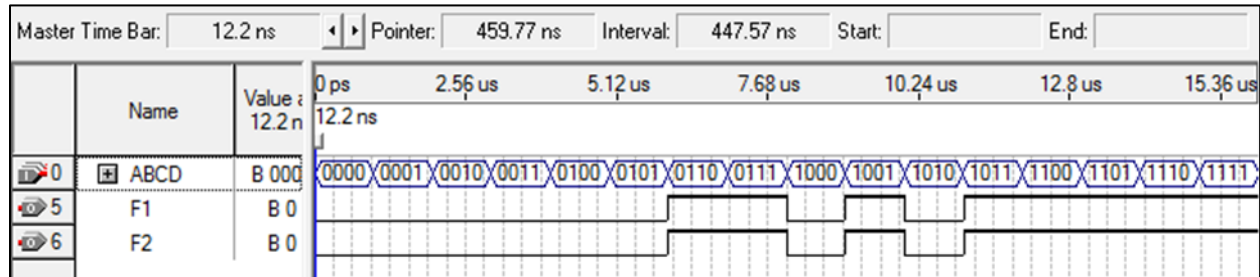 Master Time Bar: 12.2 ns Pointer: 459.77 ns Interval: 447.57 ns Start: End:
Name Value a 12.2 n
0 ps 2.56 us 5.12 us 7.68 us 10.24 us 12.8 us 15.36 us
12.2 ns
0 ABCD B 000 0000 0001 0010 0011 0100 0101 0110 0111 1000 1001 1010 1011 1100 1101 1110 1111
5 F1 B 0
6 F2 B 0